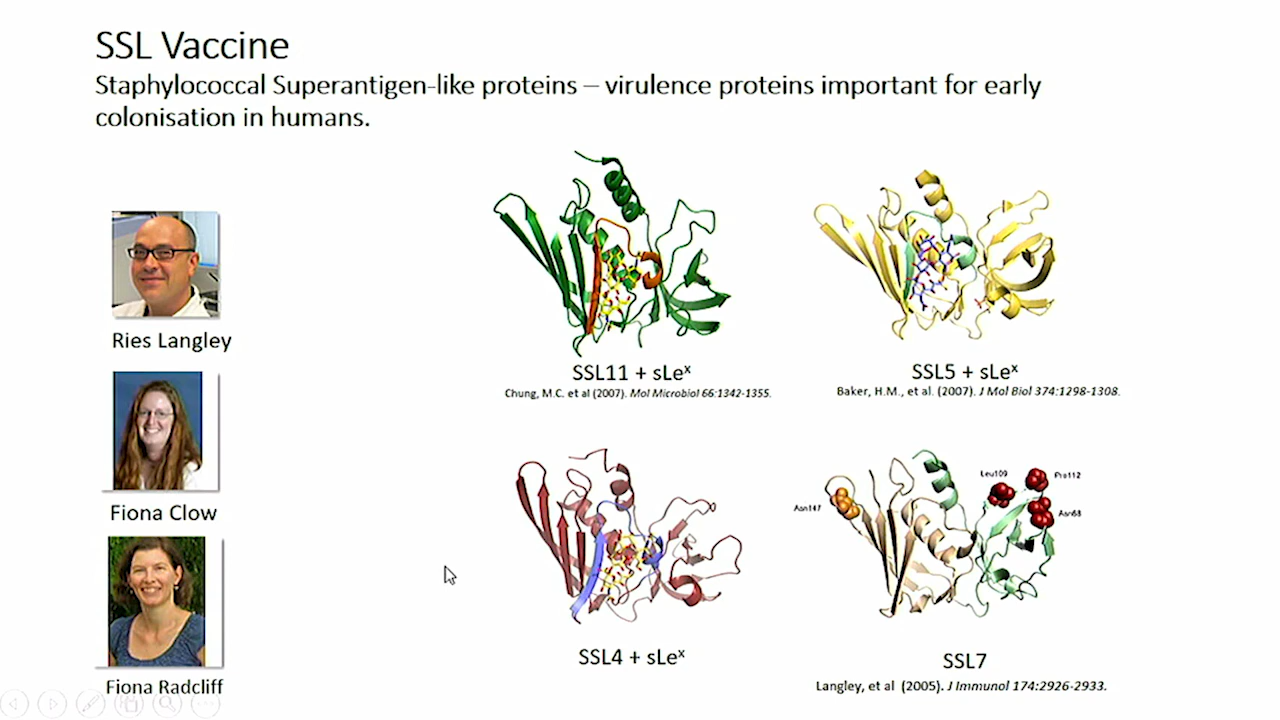 SSL Vaccine
Staphylococcal Superantigen-like proteins – virulence proteins important for early
colonisation in humans.
Ries Langley
Fiona Clow
Fiona Radcliff
SSL11 + sLeˣ
Chung, M.C. et al (2007). Mol Microbiol 66:1342-1355.
SSL5 + sLeˣ
Baker, H.M., et al. (2007). J Mol Biol 374:1298-1308.
SSL4 + sLeˣ
Leu109
Pro112
Asn147
Asn68
SSL7
Langley, et al (2005). J Immunol 174:2926-2933.